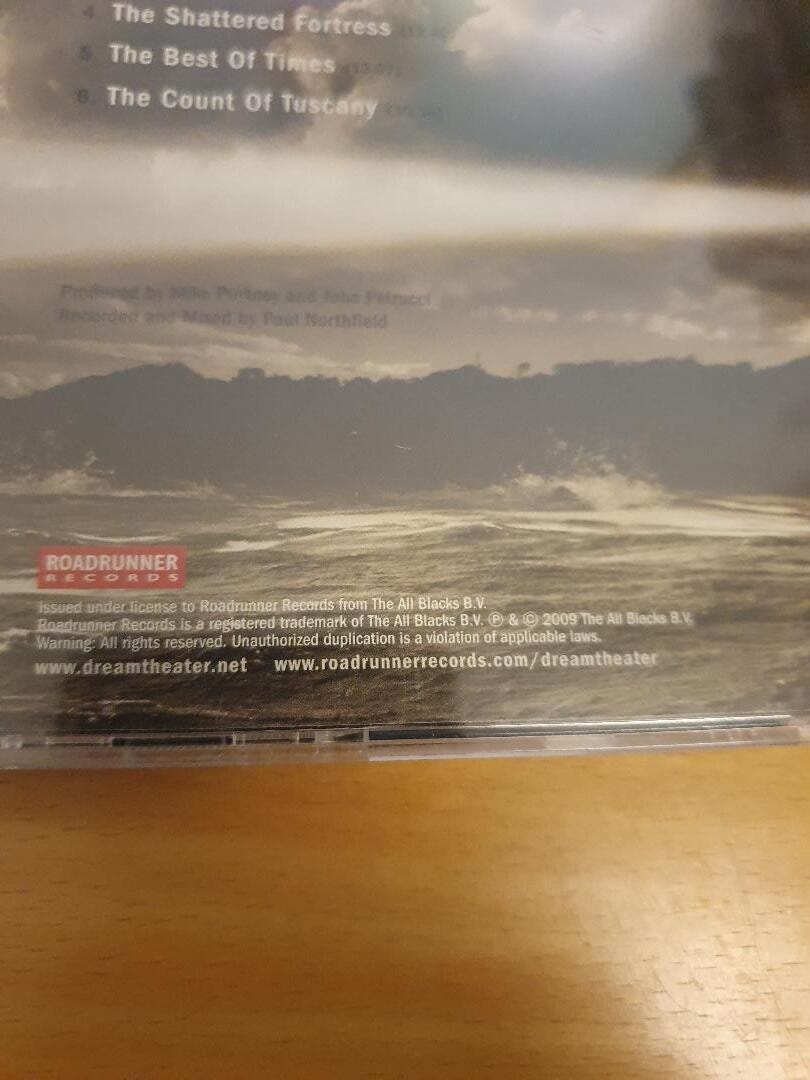 4 The Shattered Fortress
5 The Best Of Times
6 The Count Of Tuscany
Produced by Mike Portnoy and John Petrucci
Recorded and Mixed by Paul Northfield
ROADRUNNER
RECORDS
Issued under license to Roadrunner Records from The All Blacks B.V.
Roadrunner Records is a registered trademark of The All Blacks B.V. ℗ & © 2009 The All Blacks B.V.
Warning: All rights reserved. Unauthorized duplication is a violation of applicable laws.
www.dreamtheater.net www.roadrunnerrecords.com/dreamtheater